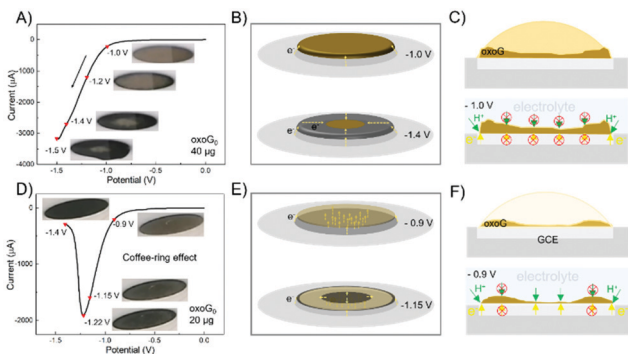 A)
0
-1000
-2000
-3000
Current (μA)
-1.0 V
-1.2 V
-1.4 V
-1.5 V
oxoG₀
40 μg
-1.5
-1.0
-0.5
0.0
Potential (V)
B)
e⁻
-1.0 V
e⁻
e⁻
-1.4 V
C)
oxoG
- 1.0 V
electrolyte
H⁺
H⁺
D)
0
-1000
-2000
Current (μA)
-1.4 V
-0.9 V
Coffee-ring effect
-1.15 V
-1.22 V
oxoG₀
20 μg
-1.5
-1.0
-0.5
0.0
Potential (V)
E)
e⁻
- 0.9 V
e⁻
-1.15 V
F)
oxoG
GCE
- 0.9 V
electrolyte
H⁺
H⁺